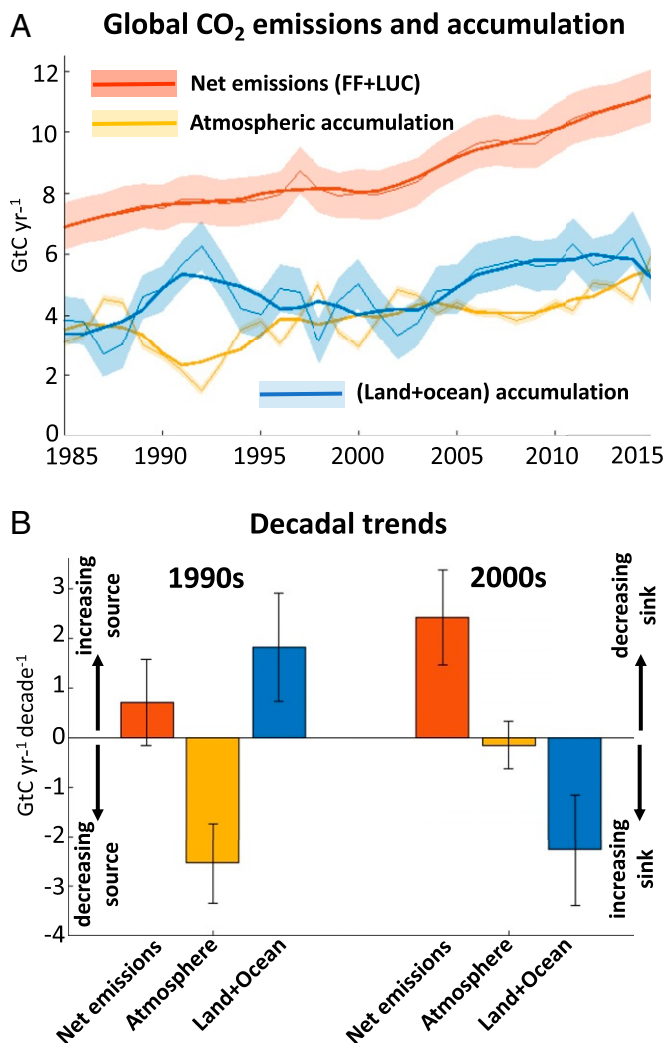 A
Global CO₂ emissions and accumulation
12
10
8
6
4
2
0
GtC yr⁻¹
Net emissions (FF+LUC)
Atmospheric accumulation
(Land+ocean) accumulation
1985
1990
1995
2000
2005
2010
2015
B
Decadal trends
1990s
2000s
increasing
source
decreasing
source
decreasing
sink
increasing
sink
GtC yr⁻¹ decade⁻¹
3
2
1
0
-1
-2
-3
-4
Net emissions
Atmosphere
Land+Ocean
Net emissions
Atmosphere
Land+Ocean